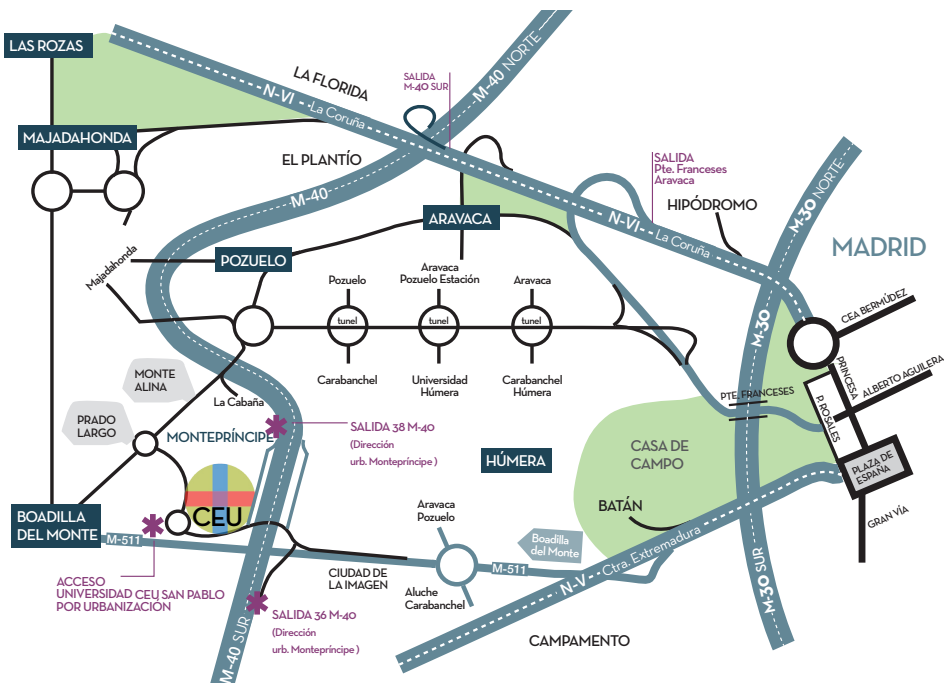 LAS ROZAS
LA FLORIDA
N-VI
La Coruña
SALIDA
M-40 SUR
M-40 NORTE
MAJADAHONDA
EL PLANTÍO
M-40
SALIDA
Pte. Franceses
Aravaca
HIPÓDROMO
M-30 NORTE
ARAVACA
N-VI
La Coruña
MADRID
POZUELO
Majadahonda
Pozuelo
Aravaca
Pozuelo Estación
Aravaca
tunel
tunel
tunel
Carabanchel
Universidad
Húmera
Carabanchel
Húmera
M-30
CEA BERMÚDEZ
PRINCESA
ALBERTO AGUILERA
P. ROSALES
PTE. FRANCESES
MONTE
ALINA
La Cabaña
PRADO
LARGO
MONTEPRÍNCIPE
SALIDA 38 M-40
(Dirección
urb. Montepríncipe )
HÚMERA
CASA DE
CAMPO
PLAZA DE
ESPAÑA
GRAN VÍA
BATÁN
CEU
BOADILLA
DEL MONTE
M-511
Aravaca
Pozuelo
Boadilla
del Monte
M-511
N-V
Ctra. Extremadura
ACCESO
UNIVERSIDAD CEU SAN PABLO
POR URBANIZACIÓN
CIUDAD DE
LA IMAGEN
Aluche
Carabanchel
SALIDA 36 M-40
(Dirección
urb. Montepríncipe )
M-40 SUR
CAMPAMENTO
M-30 SUR